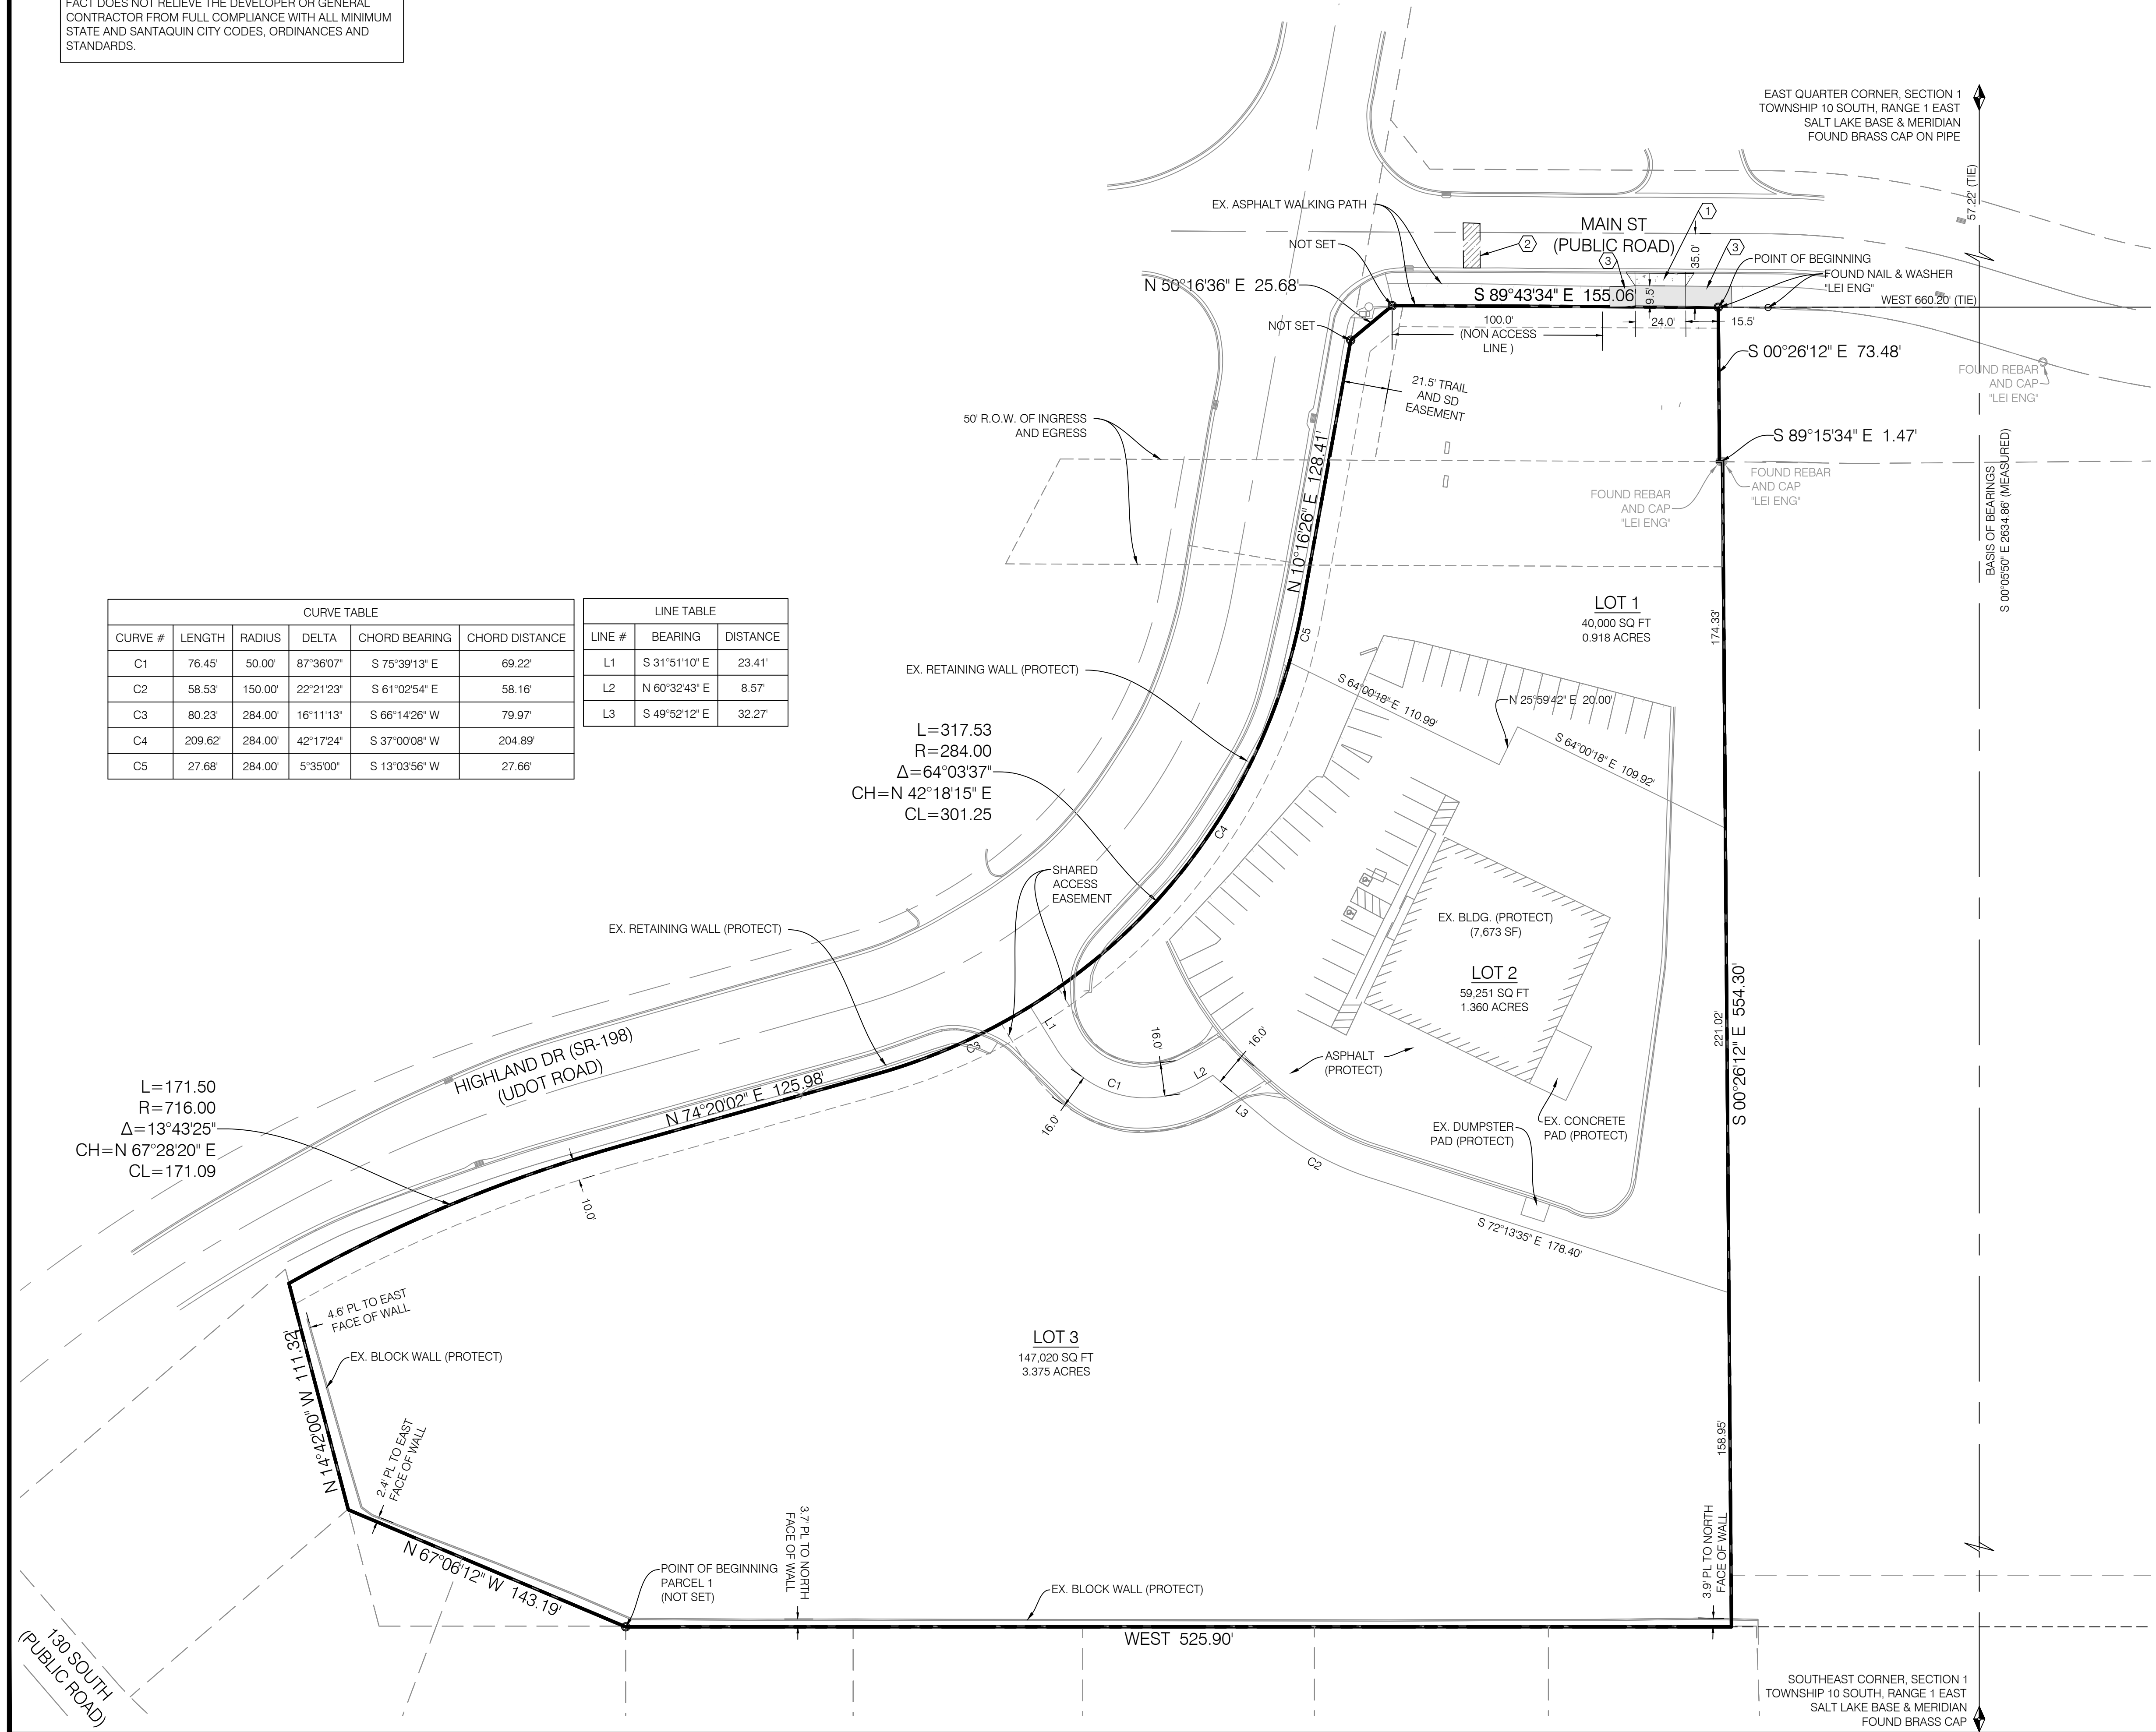 FACT DOES NOT RELIEVE THE DEVELOPER OR GENERAL
CONTRACTOR FROM FULL COMPLIANCE WITH ALL MINIMUM
STATE AND SANTAQUIN CITY CODES, ORDINANCES AND
STANDARDS.
EAST QUARTER CORNER, SECTION 1
TOWNSHIP 10 SOUTH, RANGE 1 EAST
SALT LAKE BASE & MERIDIAN
FOUND BRASS CAP ON PIPE
57.22' (TIE)
EX. ASPHALT WALKING PATH
MAIN ST
(PUBLIC ROAD)
1
2
3
3
35.0'
NOT SET
POINT OF BEGINNING
FOUND NAIL & WASHER
"LEI ENG"
N 50°16'36" E 25.68'
S 89°43'34" E 155.06'
9.5'
WEST 660.20' (TIE)
NOT SET
100.0'
(NON ACCESS
LINE )
24.0'
15.5'
S 00°26'12" E 73.48'
FOUND REBAR
AND CAP
"LEI ENG"
21.5' TRAIL
AND SD
EASEMENT
50' R.O.W. OF INGRESS
AND EGRESS
S 89°15'34" E 1.47'
FOUND REBAR
AND CAP
"LEI ENG"
FOUND REBAR
AND CAP
"LEI ENG"
BASIS OF BEARINGS
S 00°05'50" E 2634.86' (MEASURED)
N 10°16'26" E 128.41'
LOT 1
40,000 SQ FT
0.918 ACRES
174.33'
C5
CURVE TABLE
CURVE # LENGTH RADIUS DELTA CHORD BEARING CHORD DISTANCE
C1 76.45' 50.00' 87°36'07" S 75°39'13" E 69.22'
C2 58.53' 150.00' 22°21'23" S 61°02'54" E 58.16'
C3 80.23' 284.00' 16°11'13" S 66°14'26" W 79.97'
C4 209.62' 284.00' 42°17'24" S 37°00'08" W 204.89'
C5 27.68' 284.00' 5°35'00" S 13°03'56" W 27.66'
LINE TABLE
LINE # BEARING DISTANCE
L1 S 31°51'10" E 23.41'
L2 N 60°32'43" E 8.57'
L3 S 49°52'12" E 32.27'
EX. RETAINING WALL (PROTECT)
S 64°00'18" E 110.99'
N 25°59'42" E 20.00'
S 64°00'18" E 109.92'
L=317.53
R=284.00
Δ=64°03'37"
CH=N 42°18'15" E
CL=301.25
C4
SHARED
ACCESS
EASEMENT
EX. RETAINING WALL (PROTECT)
EX. BLDG. (PROTECT)
(7,673 SF)
LOT 2
59,251 SQ FT
1.360 ACRES
221.02'
S 00°26'12" E 554.30'
HIGHLAND DR (SR-198)
(UDOT ROAD)
L1
C3
16.0'
16.0'
ASPHALT
(PROTECT)
C1
L2
L3
16.0'
L=171.50
R=716.00
Δ=13°43'25"
CH=N 67°28'20" E
CL=171.09
N 74°20'02" E 125.98'
EX. DUMPSTER
PAD (PROTECT)
EX. CONCRETE
PAD (PROTECT)
C2
10.0'
S 72°13'35" E 178.40'
4.6' PL TO EAST
FACE OF WALL
EX. BLOCK WALL (PROTECT)
N 14°42'00" W 111.32'
LOT 3
147,020 SQ FT
3.375 ACRES
158.95'
2.4' PL TO EAST
FACE OF WALL
N 67°06'12" W 143.19'
POINT OF BEGINNING
PARCEL 1
(NOT SET)
3.7' PL TO NORTH
FACE OF WALL
EX. BLOCK WALL (PROTECT)
3.9' PL TO NORTH
FACE OF WALL
WEST 525.90'
130 SOUTH
(PUBLIC ROAD)
SOUTHEAST CORNER, SECTION 1
TOWNSHIP 10 SOUTH, RANGE 1 EAST
SALT LAKE BASE & MERIDIAN
FOUND BRASS CAP